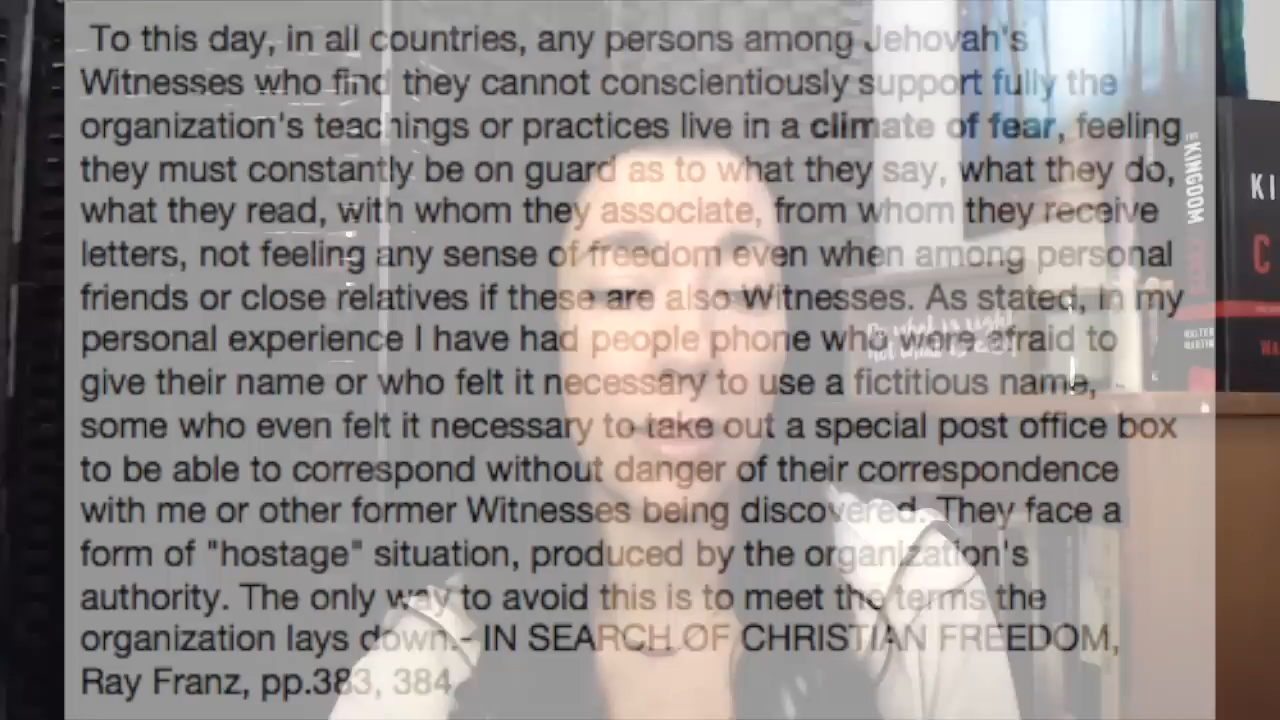 To this day, in all countries, any persons among Jehovah's
Witnesses who find they cannot conscientiously support fully the
organization's teachings or practices live in a climate of fear, feeling
they must constantly be on guard as to what they say, what they do,
what they read, with whom they associate, from whom they receive
letters, not feeling any sense of freedom even when among personal
friends or close relatives if these are also Witnesses. As stated, in my
personal experience I have had people phone who were afraid to
give their name or who felt it necessary to use a fictitious name,
some who even felt it necessary to take out a special post office box
to be able to correspond without danger of their correspondence
with me or other former Witnesses being discovered. They face a
form of "hostage" situation, produced by the organization's
authority. The only way to avoid this is to meet the terms the
organization lays down.- IN SEARCH OF CHRISTIAN FREEDOM,
Ray Franz, pp.383, 384
THE KINGDOM
WALTER
MARTIN
KI
C